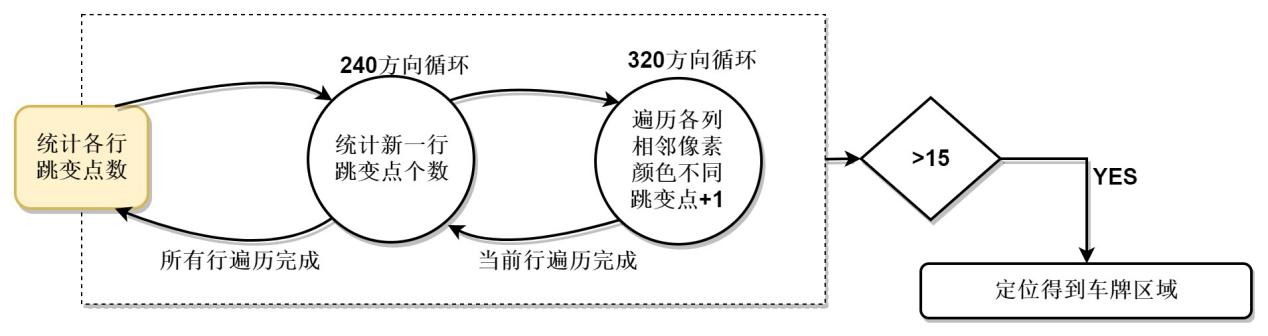 240方向循环
320方向循环
统计各行
跳变点数
统计新一行
跳变点个数
遍历各列
相邻像素
颜色不同
跳变点+1
所有行遍历完成
当前行遍历完成
>15
YES
定位得到车牌区域